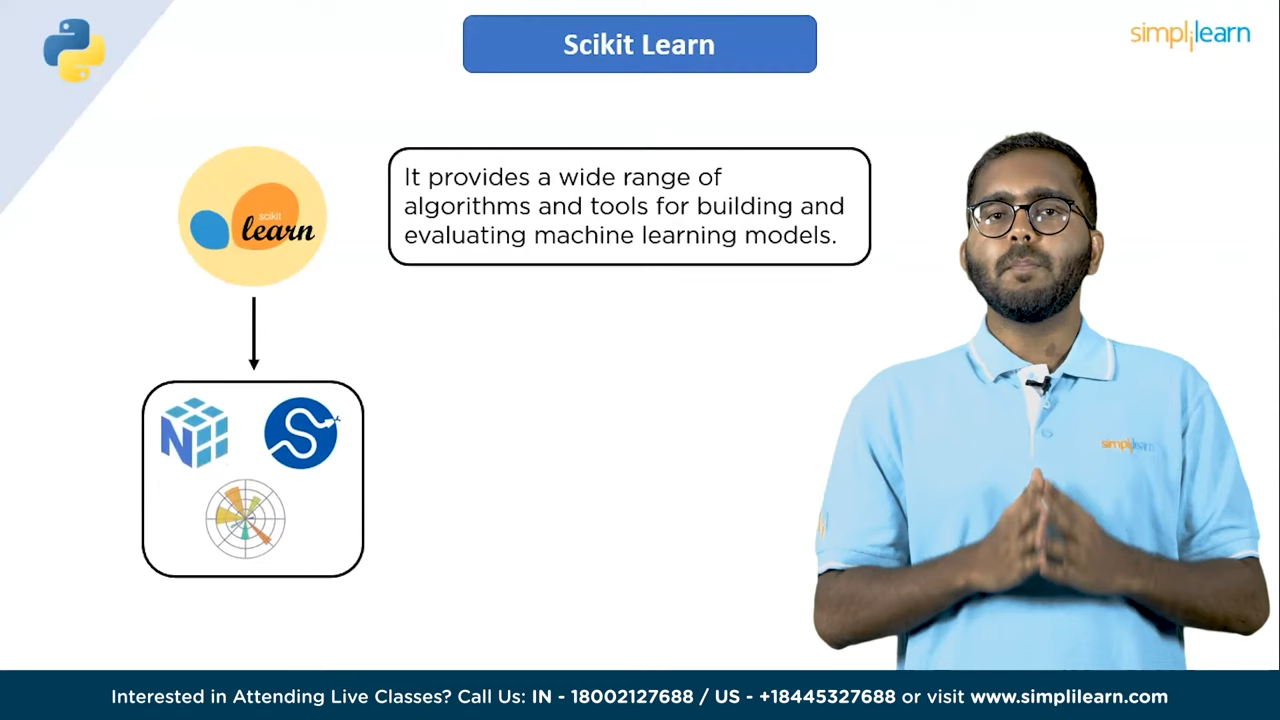 Scikit Learn
simplilearn
scikit
learn
It provides a wide range of
algorithms and tools for building and
evaluating machine learning models.
N
simplilearn
Interested in Attending Live Classes? Call Us: IN - 18002127688 / US - +18445327688 or visit www.simplilearn.com